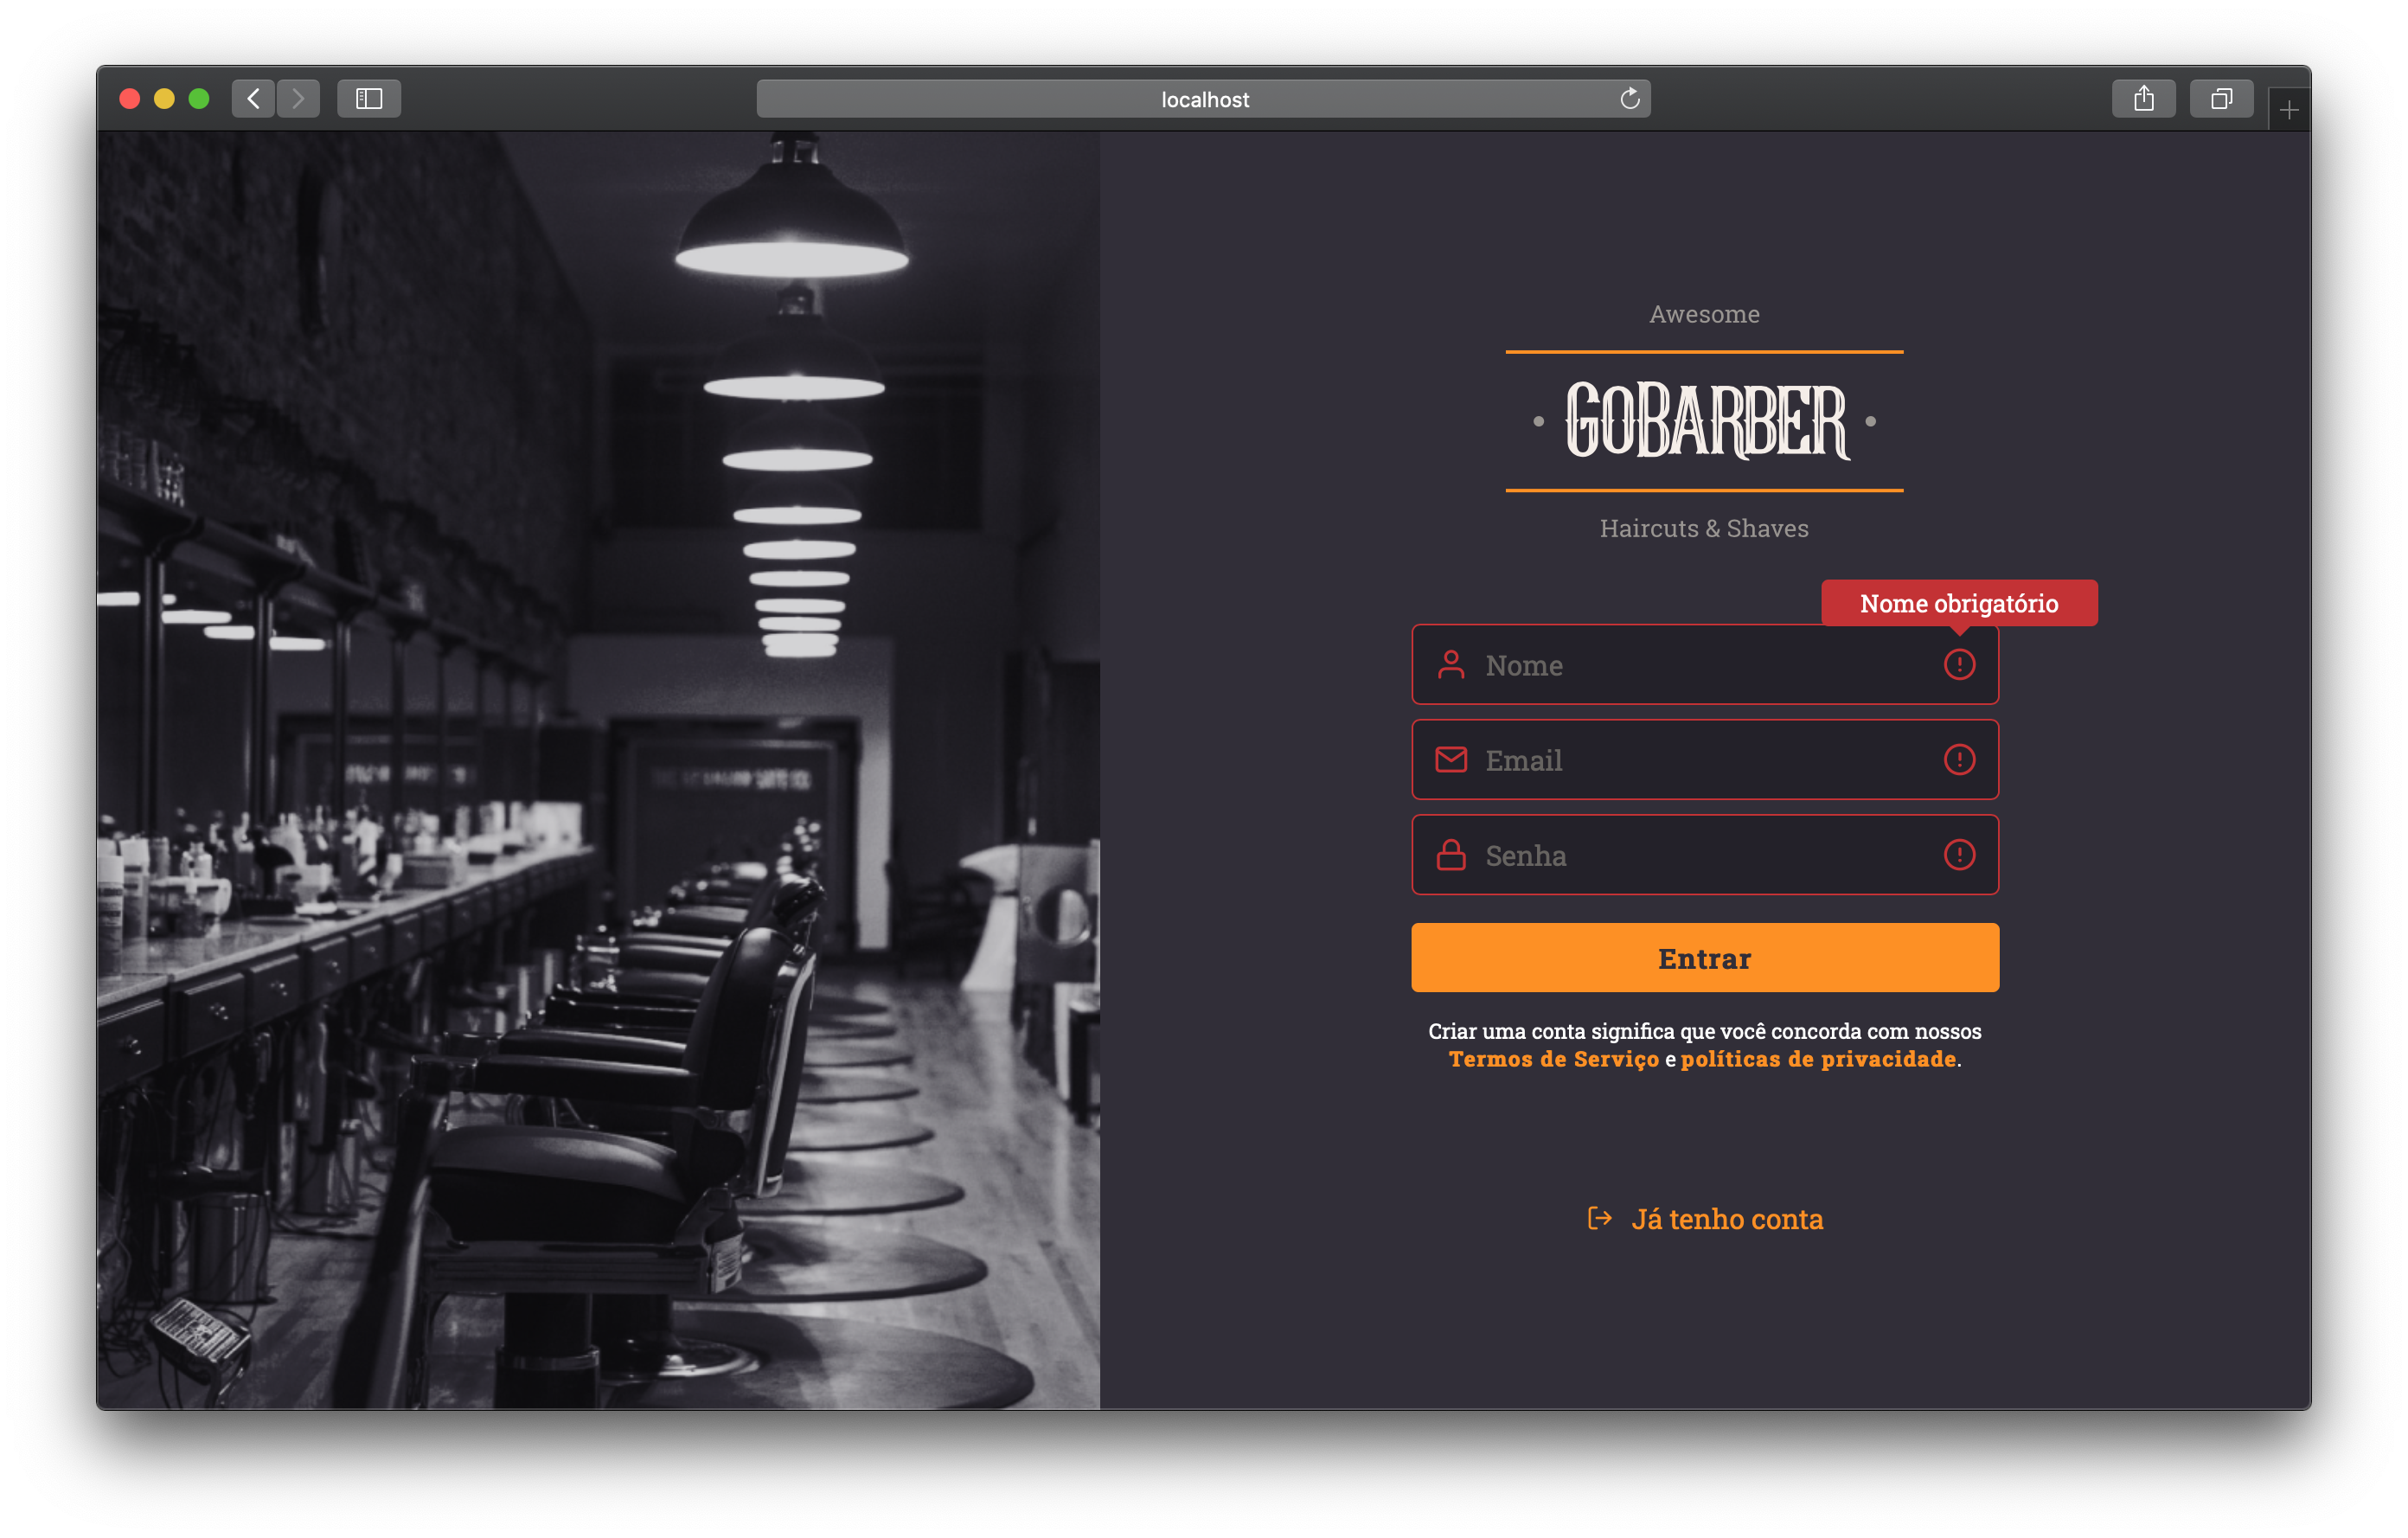 localhost
Awesome
GOBARBER
Haircuts & Shaves
Nome obrigatório
Nome
Email
Senha
Entrar
Criar uma conta significa que você concorda com nossos
Termos de Serviço e políticas de privacidade.
Já tenho conta